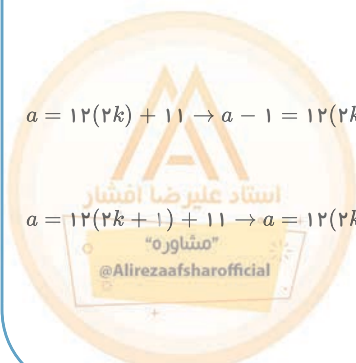 a = ۱۲(۲k) + ۱۱ → a − ۱ = ۱۲(۲k
استاد علیرضا افشار
a = ۱۲(۲k + ۱) + ۱۱ → a = ۱۲(۲k
"مشاوره"
@Alirezaafsharofficial